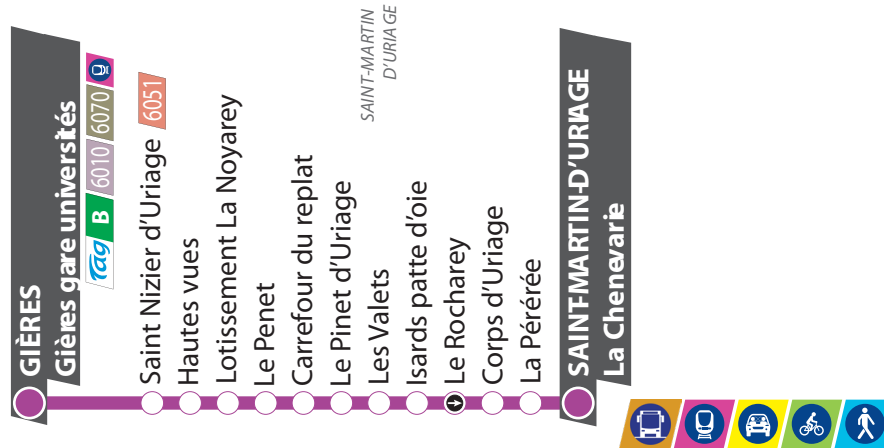 GIÈRES
Gières gare universités
Tag B 6010 6070
Saint Nizier d'Uriage 6051
Hautes vues
Lotissement La Noyarey
Le Penet
Carrefour du replat
Le Pinet d'Uriage
SAINT-MARTIN
D'URIAGE
Les Valets
Isards patte d'oie
Le Rocharey
Corps d'Uriage
La Pérérée
SAINT-MARTIN-D'URIAGE
La Chenevarie